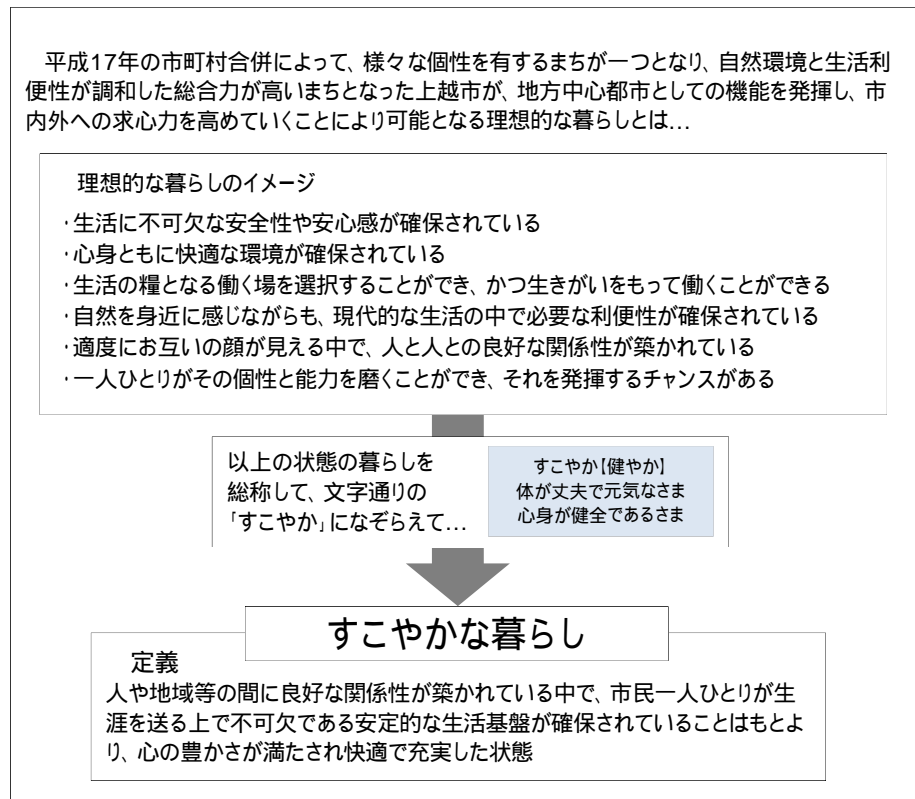 平成17年の市町村合併によって、様々な個性を有するまちが一つとなり、自然環境と生活利
便性が調和した総合力が高いまちとなった上越市が、地方中心都市としての機能を発揮し、市
内外への求心力を高めていくことにより可能となる理想的な暮らしとは…
理想的な暮らしのイメージ
・生活に不可欠な安全性や安心感が確保されている
・心身ともに快適な環境が確保されている
・生活の糧となる働く場を選択することができ、かつ生きがいをもって働くことができる
・自然を身近に感じながらも、現代的な生活の中で必要な利便性が確保されている
・適度にお互いの顔が見える中で、人と人との良好な関係性が築かれている
・一人ひとりがその個性と能力を磨くことができ、それを発揮するチャンスがある
以上の状態の暮らしを
総称して、文字通りの
「すこやか」になぞらえて…
すこやか【健やか】
体が丈夫で元気なさま
心身が健全であるさま
すこやかな暮らし
定義
人や地域等の間に良好な関係性が築かれている中で、市民一人ひとりが生
涯を送る上で不可欠である安定的な生活基盤が確保されていることはもとよ
り、心の豊かさが満たされ快適で充実した状態